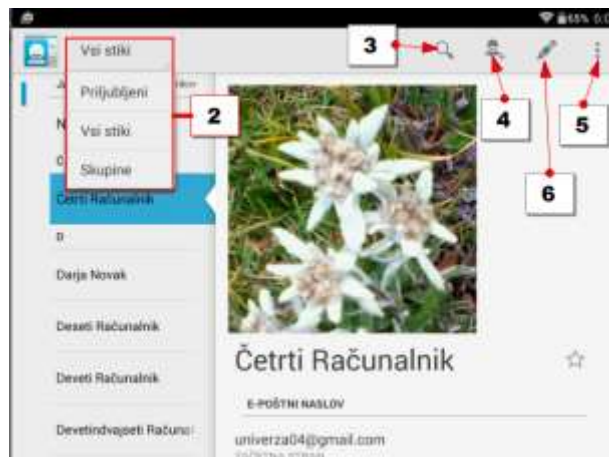 65%
Vsi stiki
3
Priljubljeni
Vsi stiki
2
Skupine
4
5
6
Četrti Računalnik
D
Darja Novak
Deseti Računalnik
Deveti Računalnik
Devetindvajseti
Četrti Računalnik
E-POŠTNI NASLOV
univerza04@gmail.com